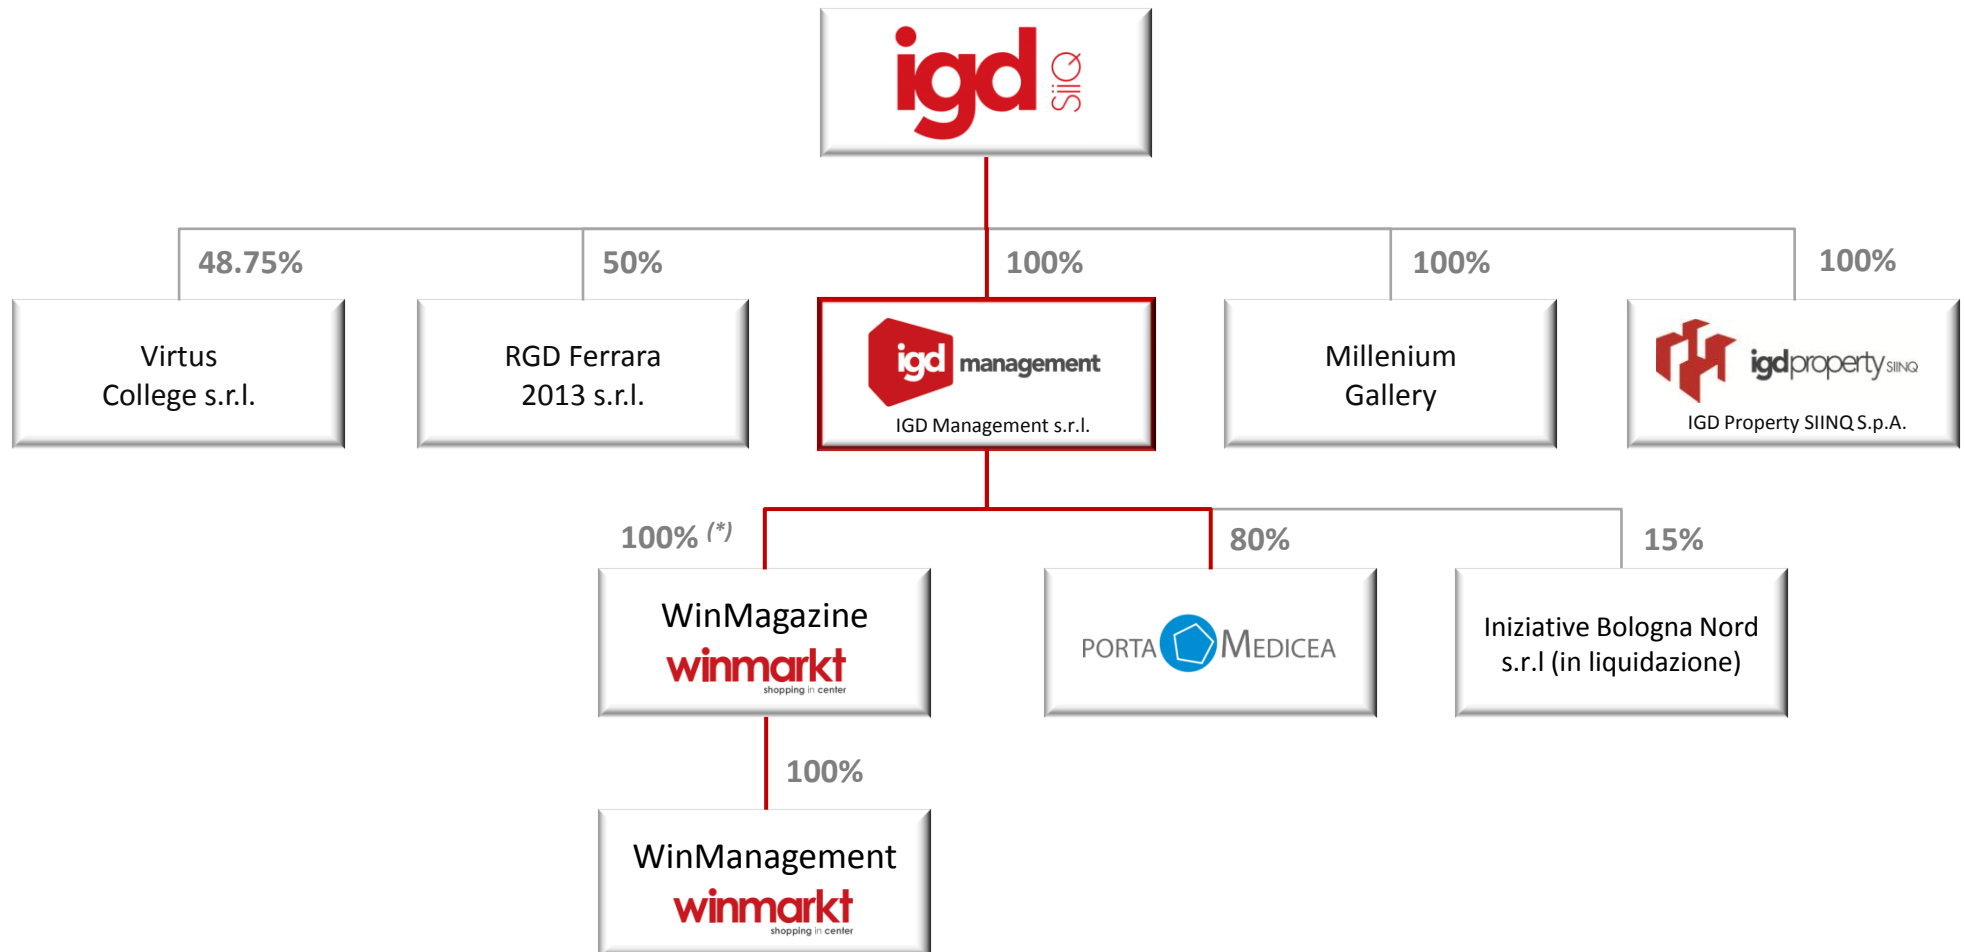 igd SIIQ
48.75%
50%
100%
100%
100%
Virtus
College s.r.l.
RGD Ferrara
2013 s.r.l.
igd management
IGD Management s.r.l.
Millenium
Gallery
igdproperty SIINQ
IGD Property SIINQ S.p.A.
100% (*)
80%
15%
WinMagazine
winmarkt
shopping in center
PORTA MEDICEA
Iniziative Bologna Nord
s.r.l (in liquidazione)
100%
WinManagement
winmarkt
shopping in center